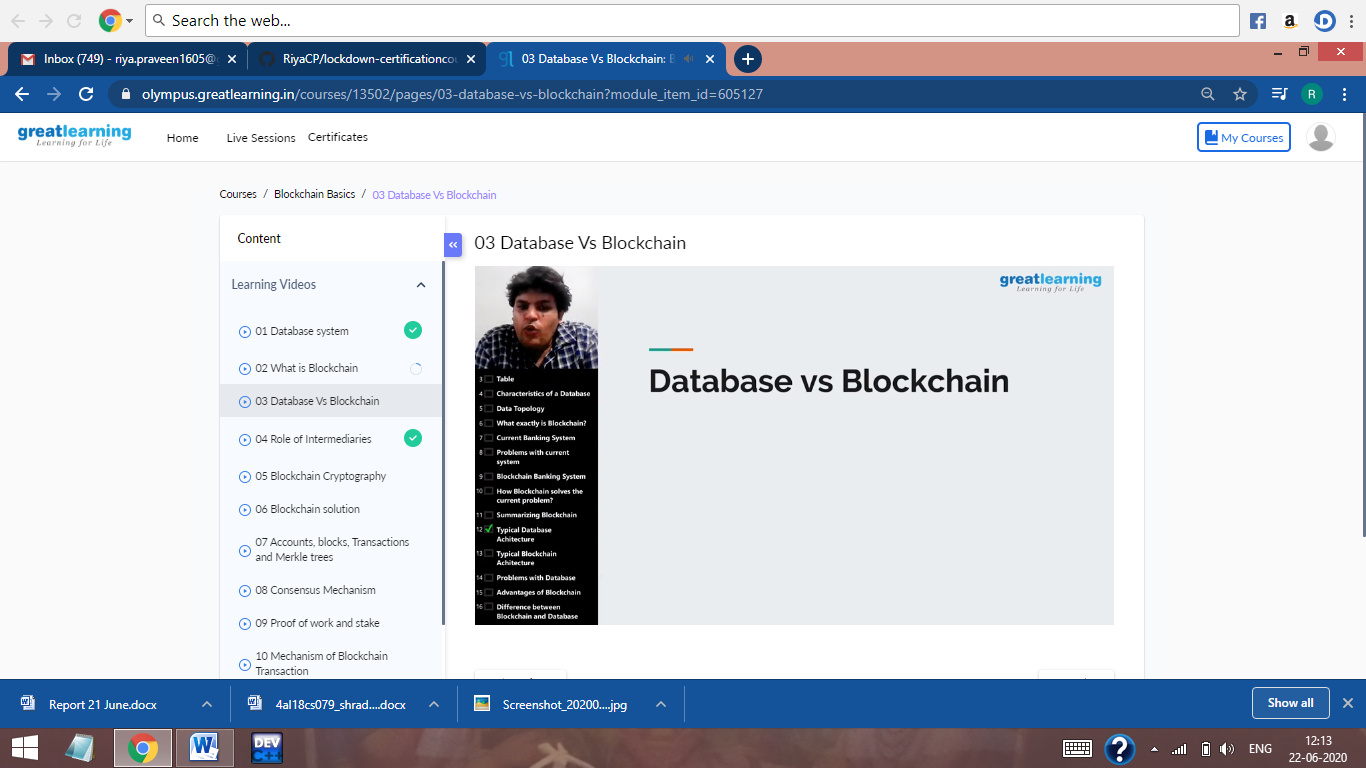 Search the web...
Inbox (749) - riya.praveen1605@
RiyaCP/lockdown-certificationcou
03 Database Vs Blockchain: B
olympus.greatlearning.in/courses/13502/pages/03-database-vs-blockchain?module_item_id=605127
R
greatlearning
Learning for Life
Home
Live Sessions
Certificates
My Courses
Courses / Blockchain Basics / 03 Database Vs Blockchain
Content
Learning Videos
01 Database system
02 What is Blockchain
03 Database Vs Blockchain
04 Role of Intermediaries
05 Blockchain Cryptography
06 Blockchain solution
07 Accounts, blocks, Transactions
and Merkle trees
08 Consensus Mechanism
09 Proof of work and stake
10 Mechanism of Blockchain
Transaction
03 Database Vs Blockchain
greatlearning
Learning for Life
Database vs Blockchain
3 Table
4 Characteristics of a Database
5 Data Topology
6 What exactly is Blockchain?
7 Current Banking System
8 Problems with current
system
9 Blockchain Banking System
10 How Blockchain solves the
current problem?
11 Summarizing Blockchain
12 Typical Database
Achitecture
13 Typical Blockchain
Achitecture
14 Problems with Database
15 Advantages of Blockchain
16 Difference between
Blockchain and Database
Report 21 June.docx
4al18cs079_shrad....docx
Screenshot_20200....jpg
Show all
DEV
C++
ENG
12:13
22-06-2020